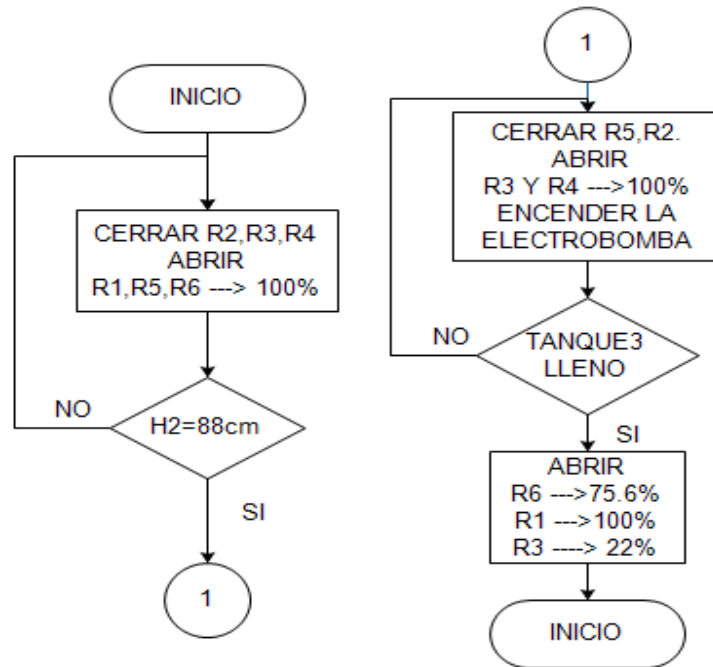 INICIO
CERRAR R2,R3,R4
ABRIR
R1,R5,R6 ---> 100%
NO
H2=88cm
SI
1
1
CERRAR R5,R2.
ABRIR
R3 Y R4 --->100%
ENCENDER LA
ELECTROBOMBA
NO
TANQUE3
LLENO
SI
ABRIR
R6 --->75.6%
R1 --->100%
R3 ----> 22%
INICIO